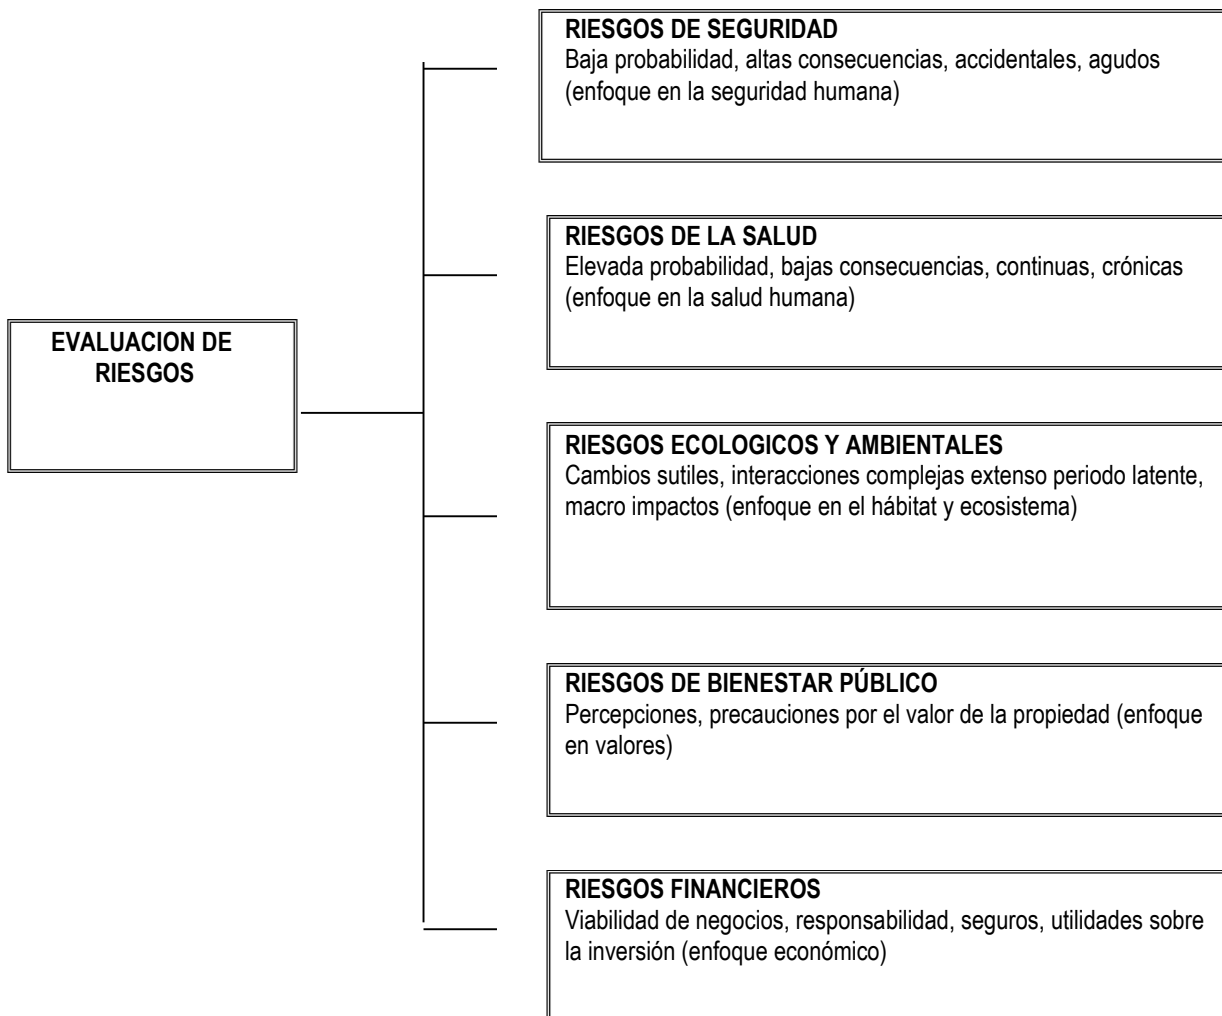 RIESGOS DE SEGURIDAD
Baja probabilidad, altas consecuencias, accidentales, agudos
(enfoque en la seguridad humana)
RIESGOS DE LA SALUD
Elevada probabilidad, bajas consecuencias, continuas, crónicas
(enfoque en la salud humana)
EVALUACION DE
RIESGOS
RIESGOS ECOLOGICOS Y AMBIENTALES
Cambios sutiles, interacciones complejas extenso periodo latente,
macro impactos (enfoque en el hábitat y ecosistema)
RIESGOS DE BIENESTAR PÚBLICO
Percepciones, precauciones por el valor de la propiedad (enfoque
en valores)
RIESGOS FINANCIEROS
Viabilidad de negocios, responsabilidad, seguros, utilidades sobre
la inversión (enfoque económico)